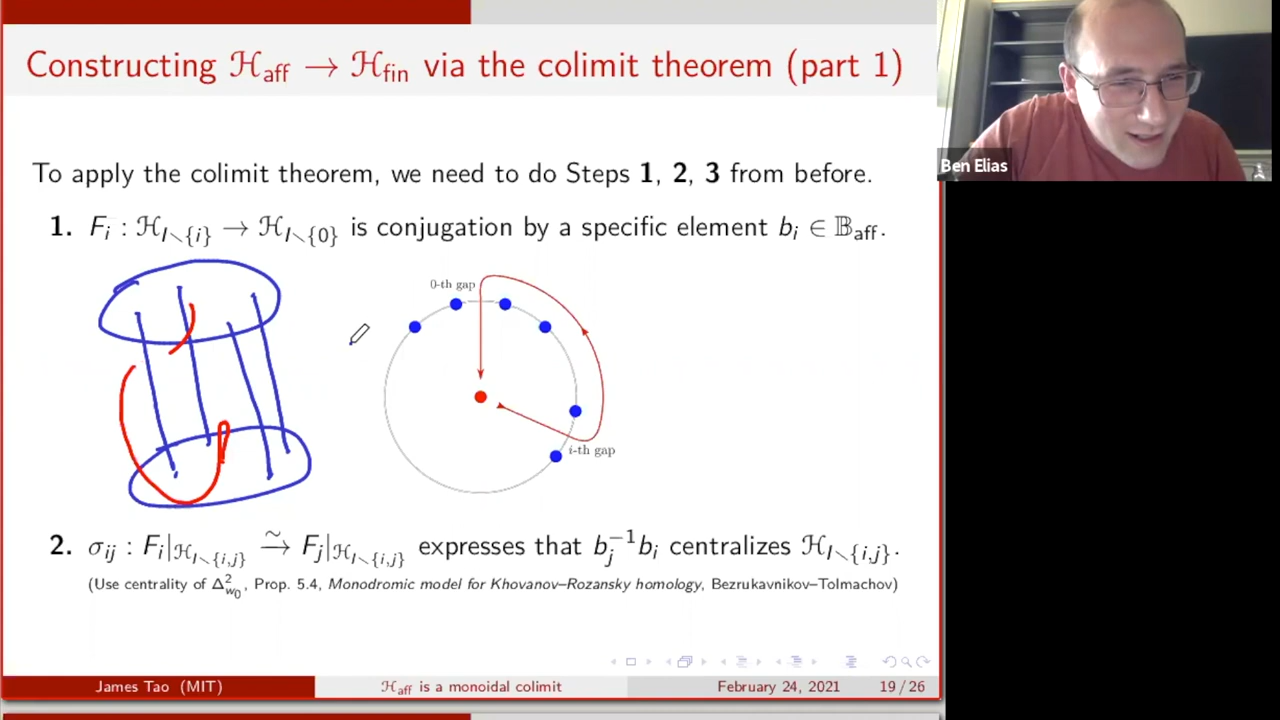 Constructing ℋ_aff → ℋ_fin via the colimit theorem (part 1)
To apply the colimit theorem, we need to do Steps 1, 2, 3 from before.
1. F_i : ℋ_{I∖{i}} → ℋ_{I∖{0}} is conjugation by a specific element b_i ∈ 𝔹_aff.
0-th gap
i-th gap
2. σ_{ij} : F_i|_{ℋ_{I∖{i,j}}} ⥲ F_j|_{ℋ_{I∖{i,j}}} expresses that b_j^{-1}b_i centralizes ℋ_{I∖{i,j}}.
(Use centrality of Δ²_{w_0}, Prop. 5.4, Monodromic model for Khovanov–Rozansky homology, Bezrukavnikov–Tolmachov)
James Tao (MIT) ℋ_aff is a monoidal colimit February 24, 2021 19 / 26
Ben Elias